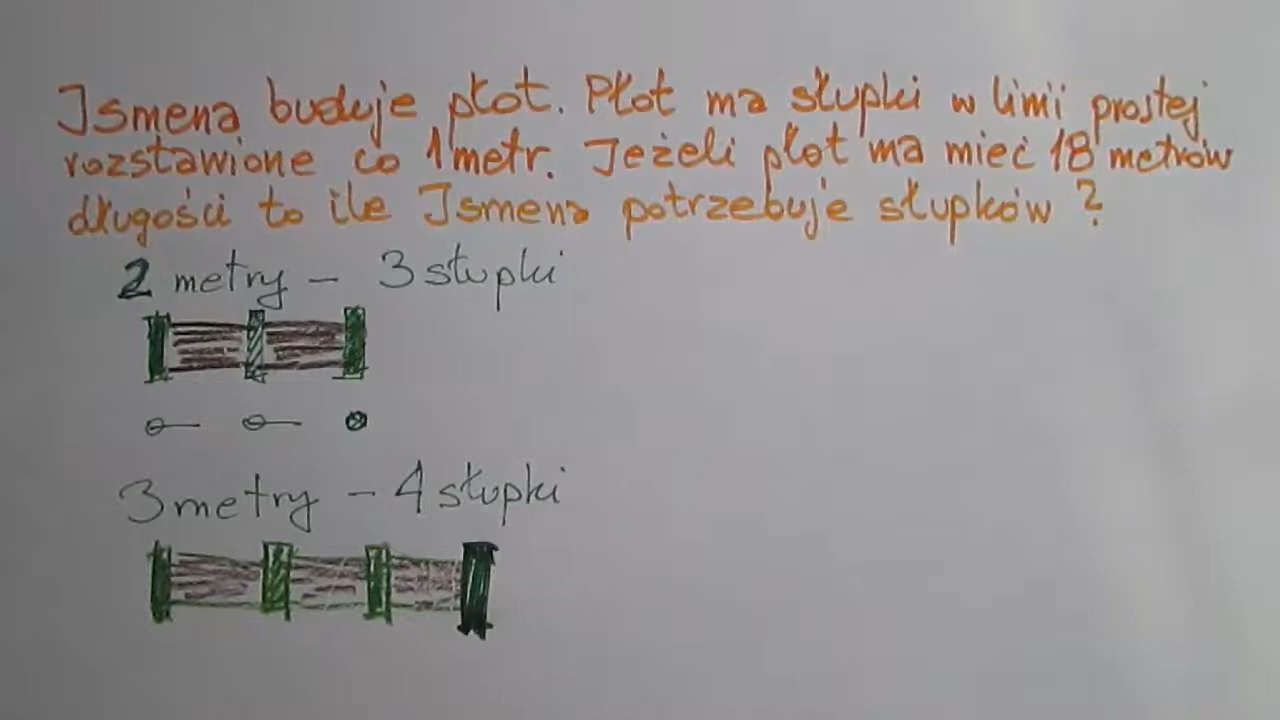 Ismena buduje płot. Płot ma słupki w linii prostej
rozstawione co 1 metr. Jeżeli płot ma mieć 18 metrów
długości to ile Ismena potrzebuje słupków?
2 metry - 3 słupki
3 metry - 4 słupki